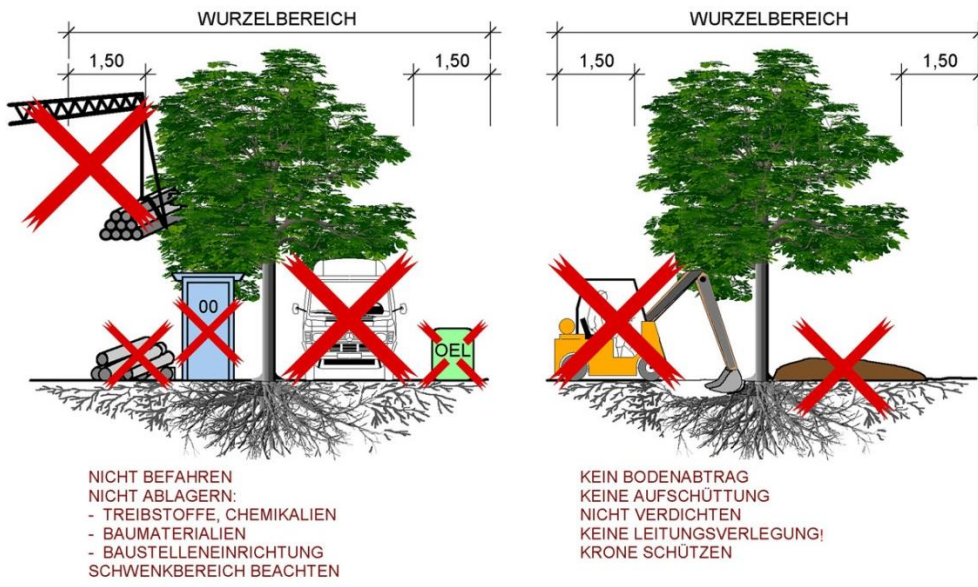 WURZELBEREICH
1,50
1,50
00
OEL
NICHT BEFAHREN
NICHT ABLAGERN:
- TREIBSTOFFE, CHEMIKALIEN
- BAUMATERIALIEN
- BAUSTELLENEINRICHTUNG
SCHWENKBEREICH BEACHTEN
WURZELBEREICH
1,50
1,50
KEIN BODENABTRAG
KEINE AUFSCHÜTTUNG
NICHT VERDICHTEN
KEINE LEITUNGSVERLEGUNG!
KRONE SCHÜTZEN